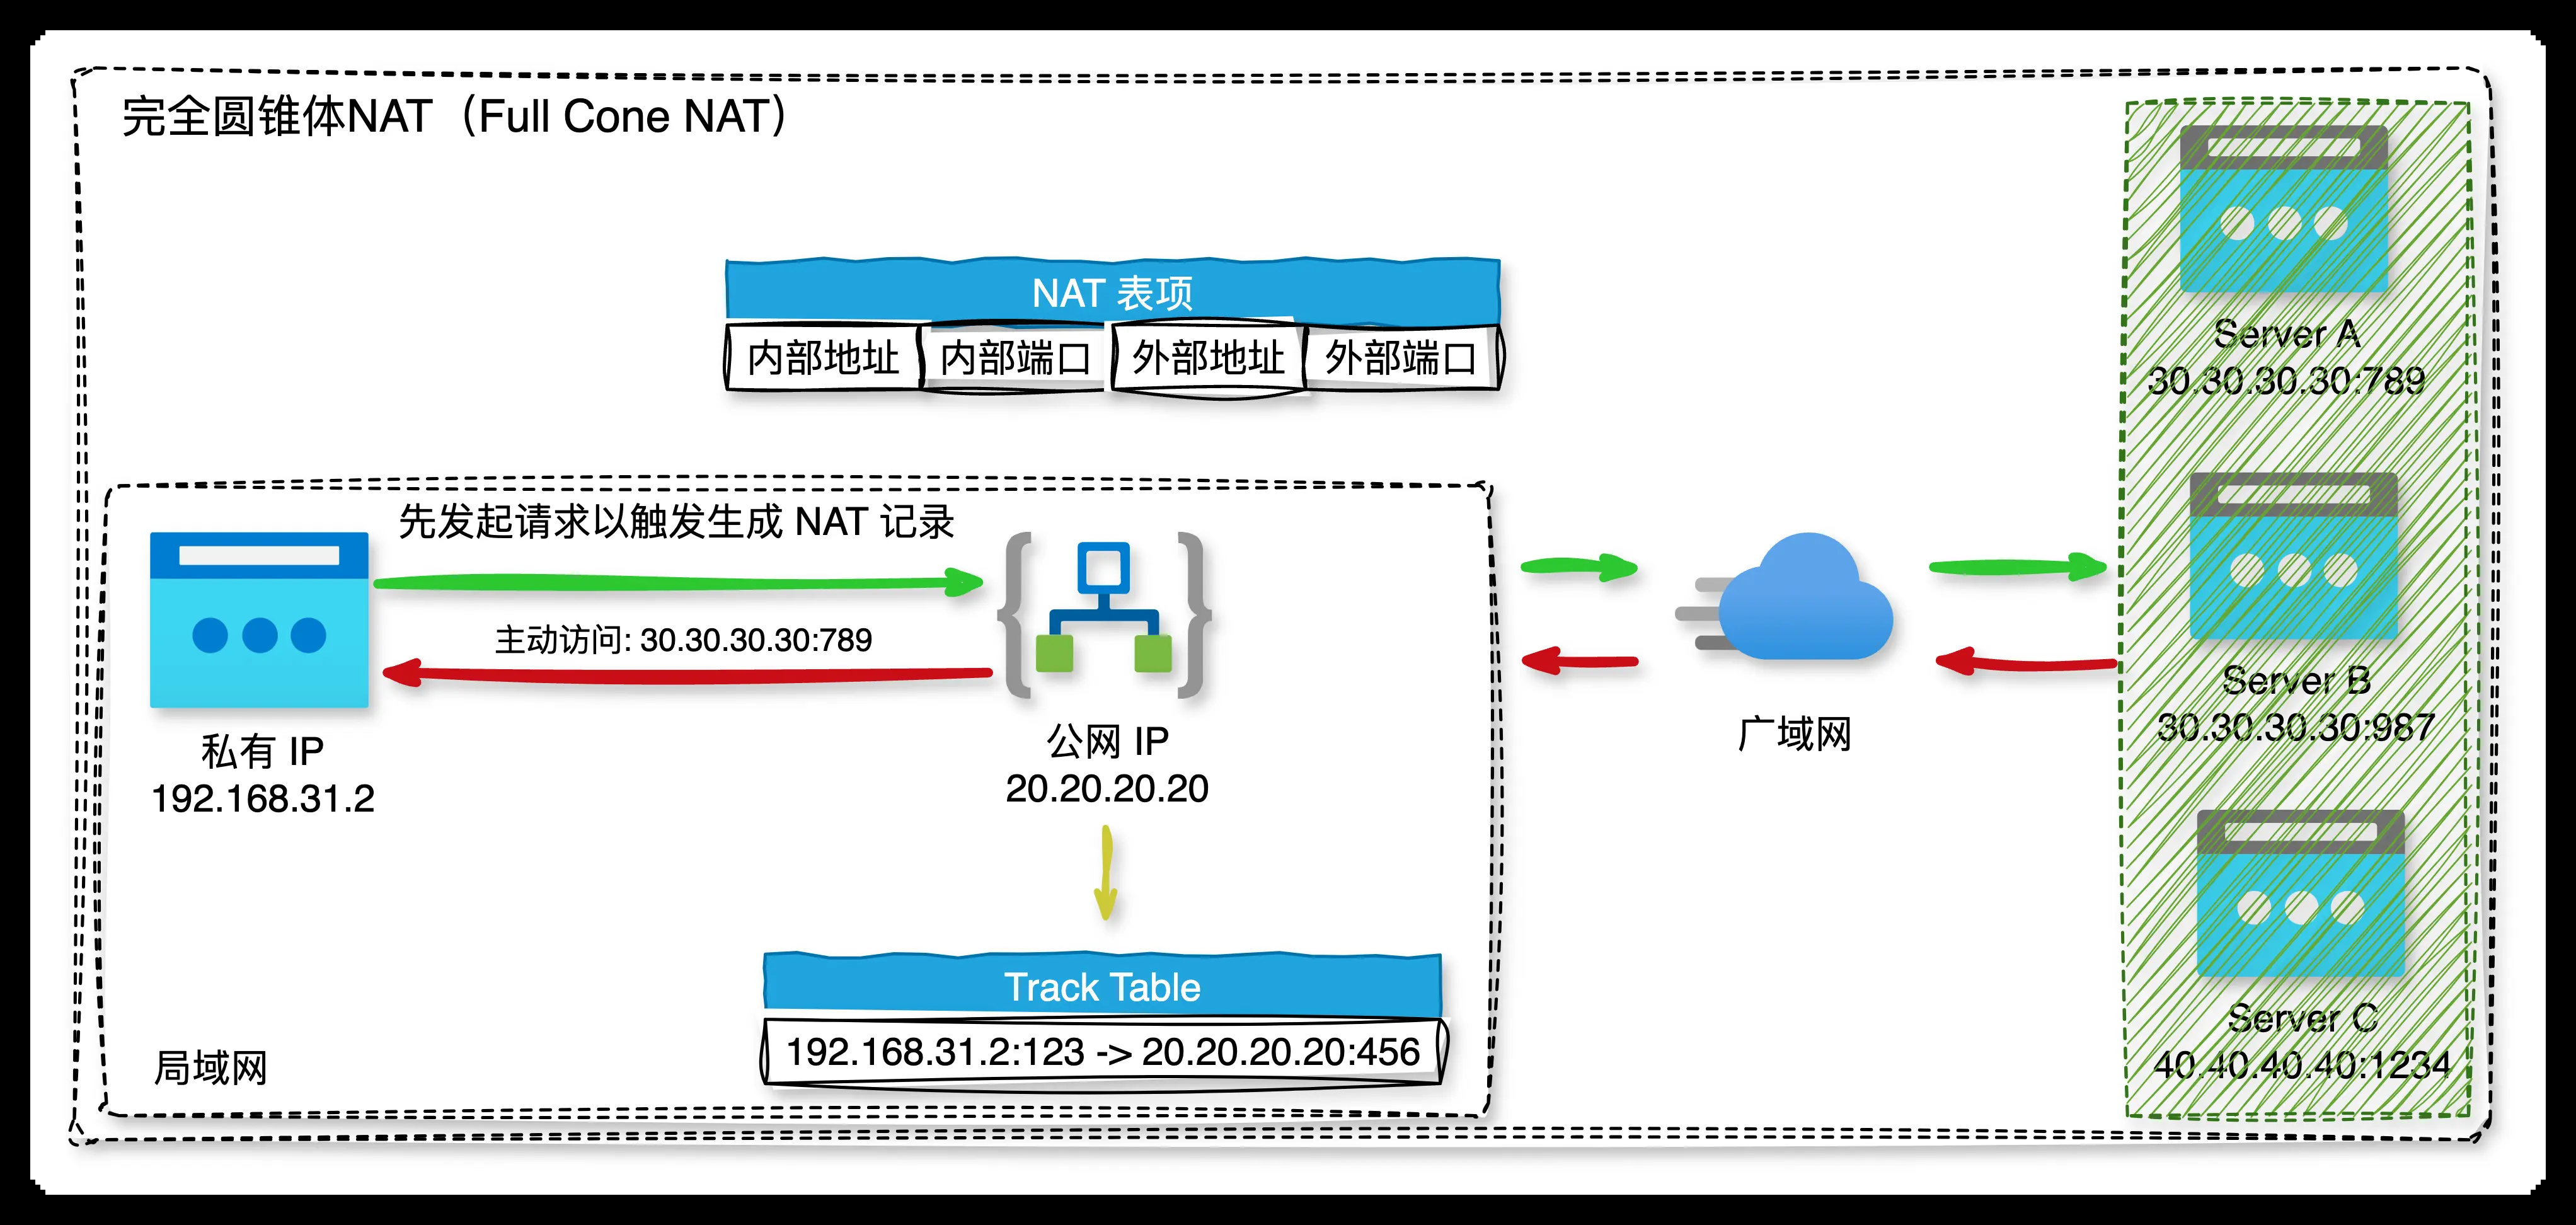 完全圆锥体NAT（Full Cone NAT）
NAT 表项
内部地址 内部端口 外部地址 外部端口
先发起请求以触发生成 NAT 记录
主动访问: 30.30.30.30:789
私有 IP
192.168.31.2
公网 IP
20.20.20.20
Track Table
192.168.31.2:123 -> 20.20.20.20:456
局域网
广域网
Server A
30.30.30.30:789
Server B
30.30.30.30:987
Server C
40.40.40.40:1234